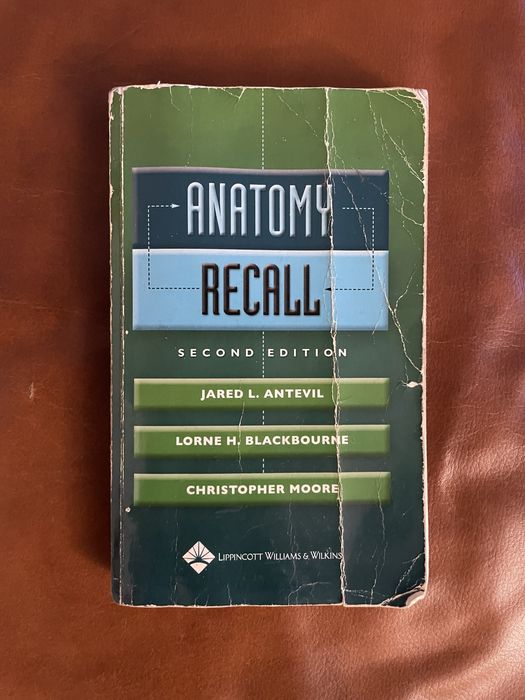 ANATOMY
RECALL
SECOND EDITION
JARED L. ANTEVIL
LORNE H. BLACKBOURNE
CHRISTOPHER MOORE
LIPPINCOTT WILLIAMS & WILKINS